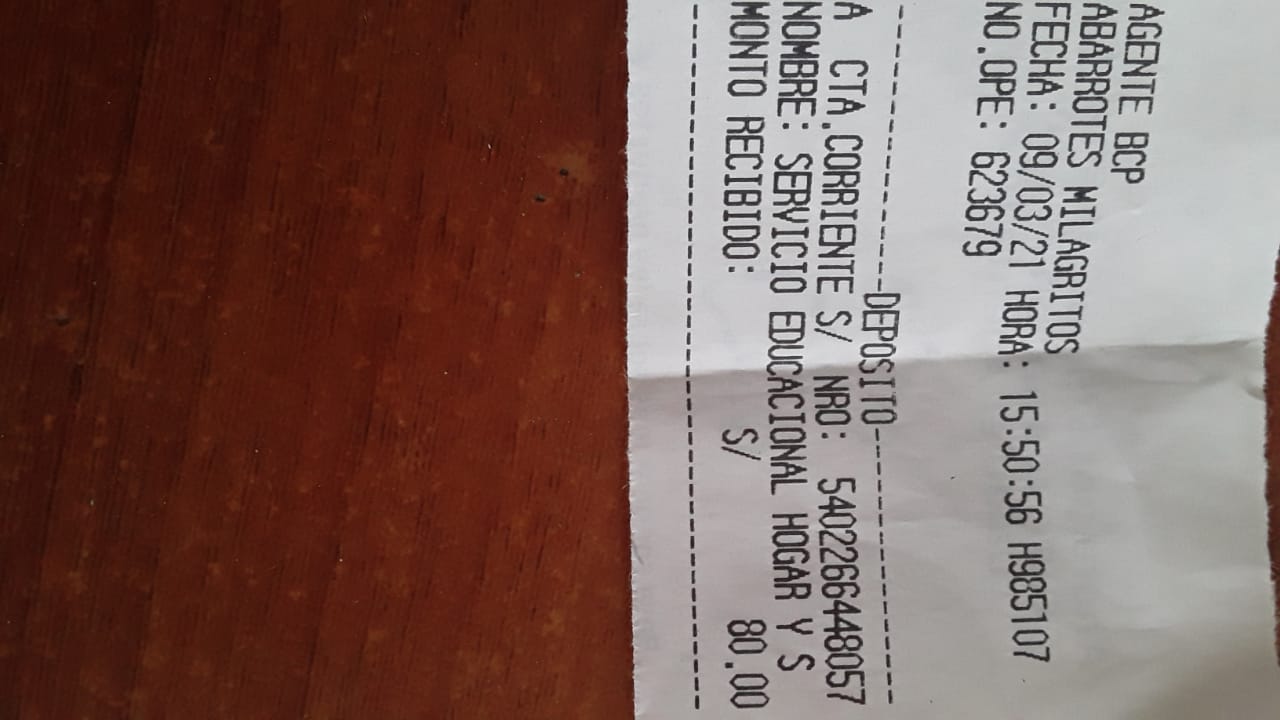 AGENTE BCP
ABARROTES MILAGRITOS
FECHA: 09/03/21 HORA: 15:50:56 H985107
NO.OPE: 623679
-----------------DEPOSITO-----------------
A CTA.CORRIENTE S/ NRO: 5402266448057
NOMBRE: SERVICIO EDUCACIONAL HOGAR Y S
MONTO RECIBIDO: S/ 80.00
------------------------------------------